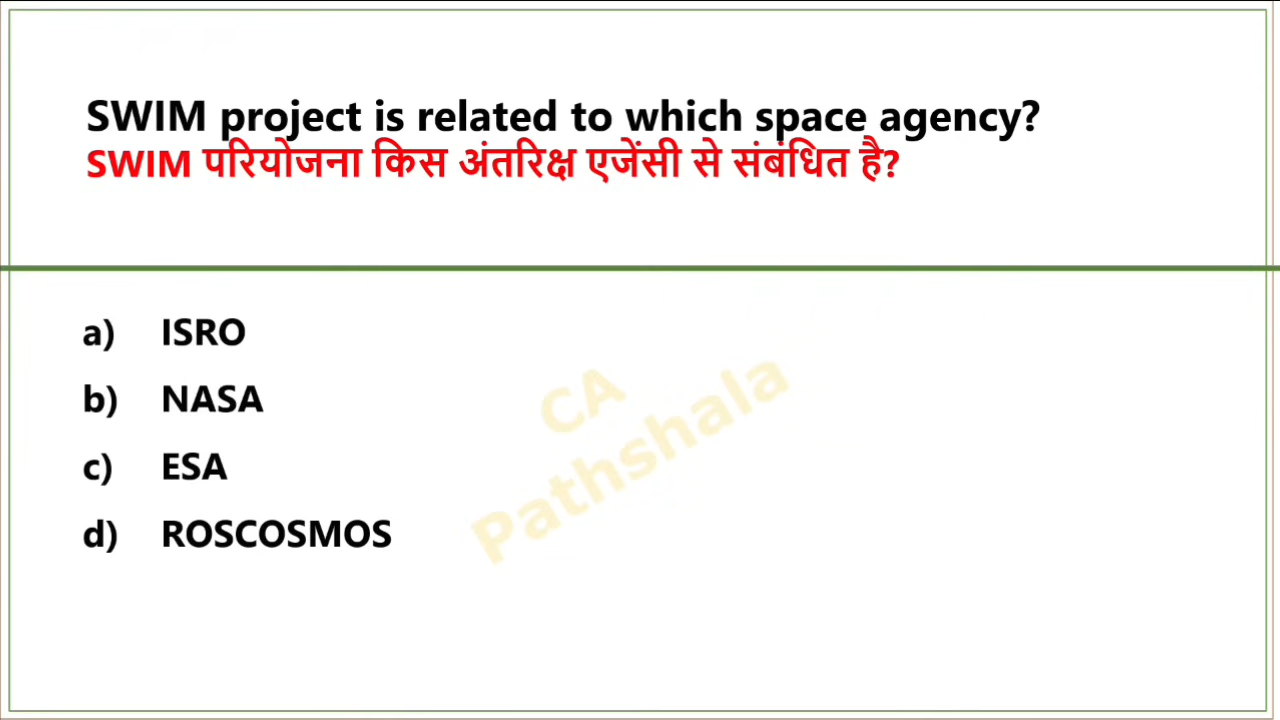 SWIM project is related to which space agency?
SWIM परियोजना किस अंतरिक्ष एजेंसी से संबंधित है?
a) ISRO
b) NASA
c) ESA
d) ROSCOSMOS
CA
Pathshala